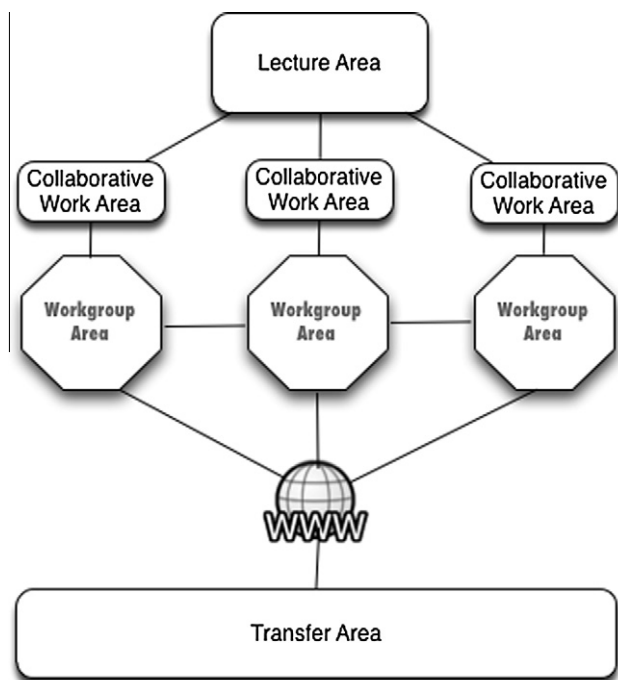 Lecture Area
Collaborative
Work Area
Collaborative
Work Area
Collaborative
Work Area
Workgroup
Area
Workgroup
Area
Workgroup
Area
WWW
Transfer Area